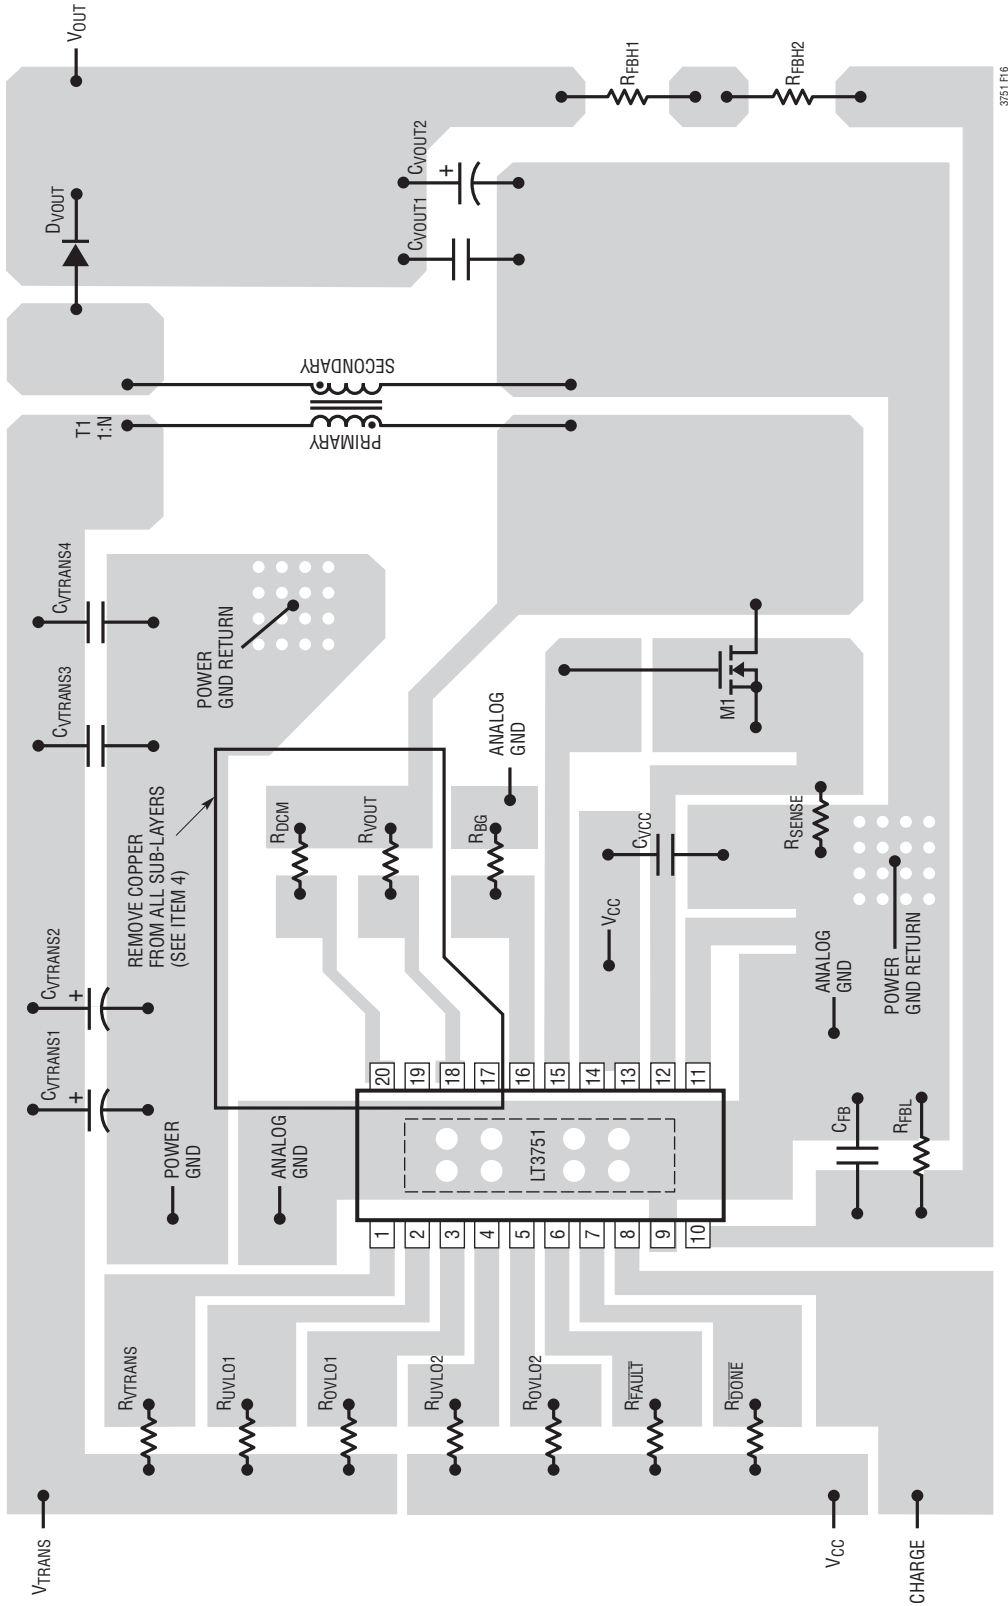 VOUT
RFBH1
RFBH2
3751 F16
DVOUT
CVOUT2
+
CVOUT1
SECONDARY
T1
1:N
PRIMARY
CVTRANS4
POWER
GND RETURN
CVTRANS3
M1
ANALOG
GND
REMOVE COPPER
FROM ALL SUB-LAYERS
(SEE ITEM 4)
RDCM
RVOUT
RBG
CVCC
RSENSE
VCC
CVTRANS2
+
CVTRANS1
+
ANALOG
GND
POWER
GND RETURN
POWER
GND
ANALOG
GND
20
19
18
17
16
15
14
13
12
11
LT3751
CFB
RFBL
1
2
3
4
5
6
7
8
9
10
RVTRANS
RUVLO1
ROVLO1
RUVLO2
ROVLO2
RFAULT
RDONE
VTRANS
VCC
CHARGE